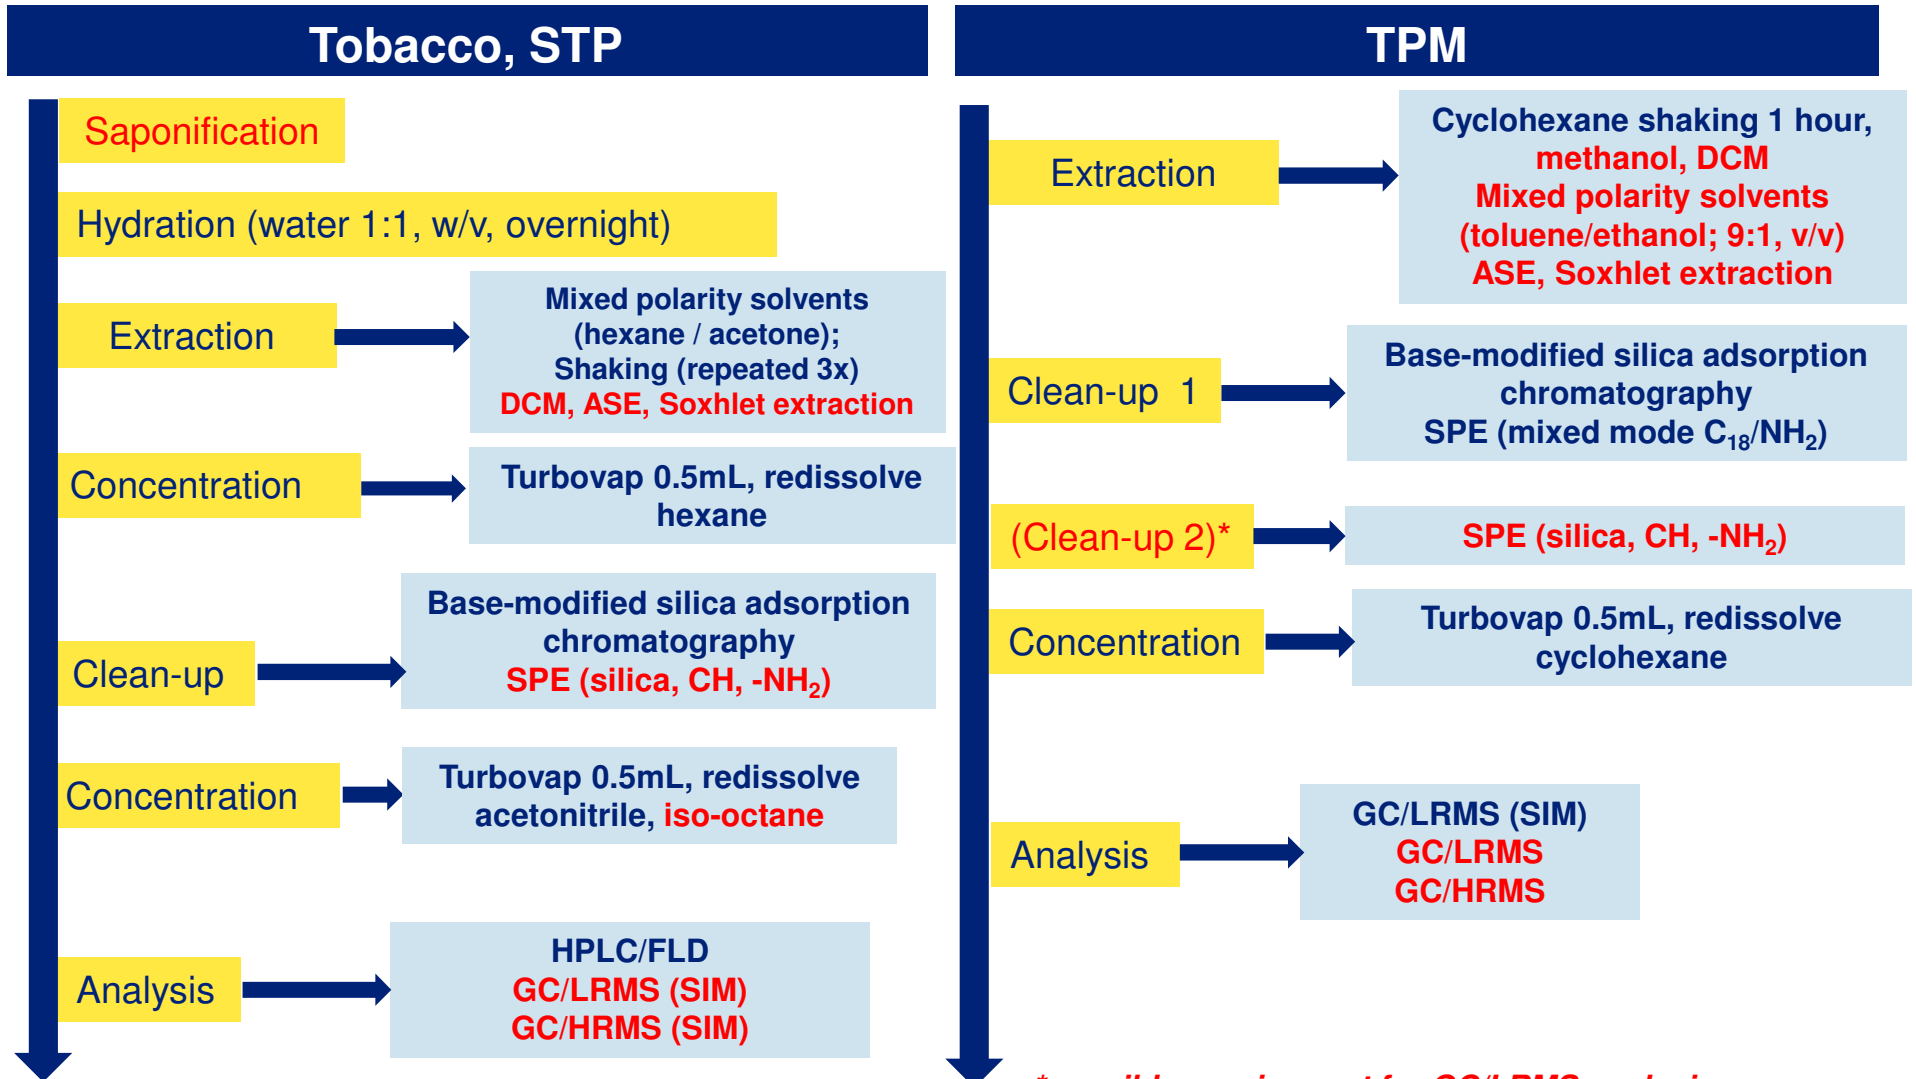 Tobacco, STP
Saponification
Hydration (water 1:1, w/v, overnight)
Extraction
Mixed polarity solvents
(hexane / acetone);
Shaking (repeated 3x)
DCM, ASE, Soxhlet extraction
Concentration
Turbovap 0.5mL, redissolve
hexane
Clean-up
Base-modified silica adsorption
chromatography
SPE (silica, CH, -NH₂)
Concentration
Turbovap 0.5mL, redissolve
acetonitrile, iso-octane
Analysis
HPLC/FLD
GC/LRMS (SIM)
GC/HRMS (SIM)
TPM
Extraction
Cyclohexane shaking 1 hour,
methanol, DCM
Mixed polarity solvents
(toluene/ethanol; 9:1, v/v)
ASE, Soxhlet extraction
Clean-up 1
Base-modified silica adsorption
chromatography
SPE (mixed mode C₁₈/NH₂)
(Clean-up 2)*
SPE (silica, CH, -NH₂)
Concentration
Turbovap 0.5mL, redissolve
cyclohexane
Analysis
GC/LRMS (SIM)
GC/LRMS
GC/HRMS